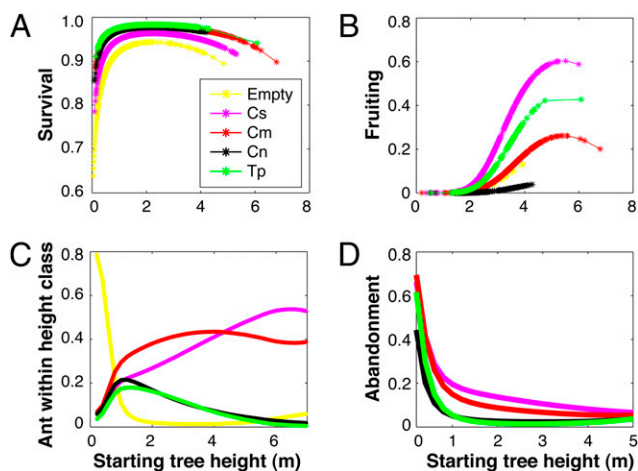 A
Survival
1.0
0.9
0.8
0.7
0.6
0 2 4 6 8
Empty
Cs
Cm
Cn
Tp
B
Fruiting
0.8
0.6
0.4
0.2
0
0 2 4 6 8
C
Ant within height class
0.8
0.6
0.4
0.2
0
0 2 4 6
Starting tree height (m)
D
Abandonment
0.8
0.6
0.4
0.2
0
0 1 2 3 4 5
Starting tree height (m)